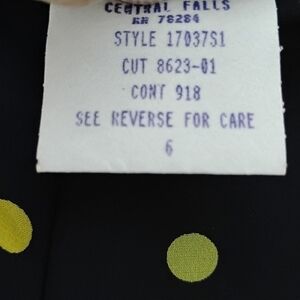 CENTRAL FALLS
RN 78284
STYLE 17037S1
CUT 8623-01
CONT 918
SEE REVERSE FOR CARE
6